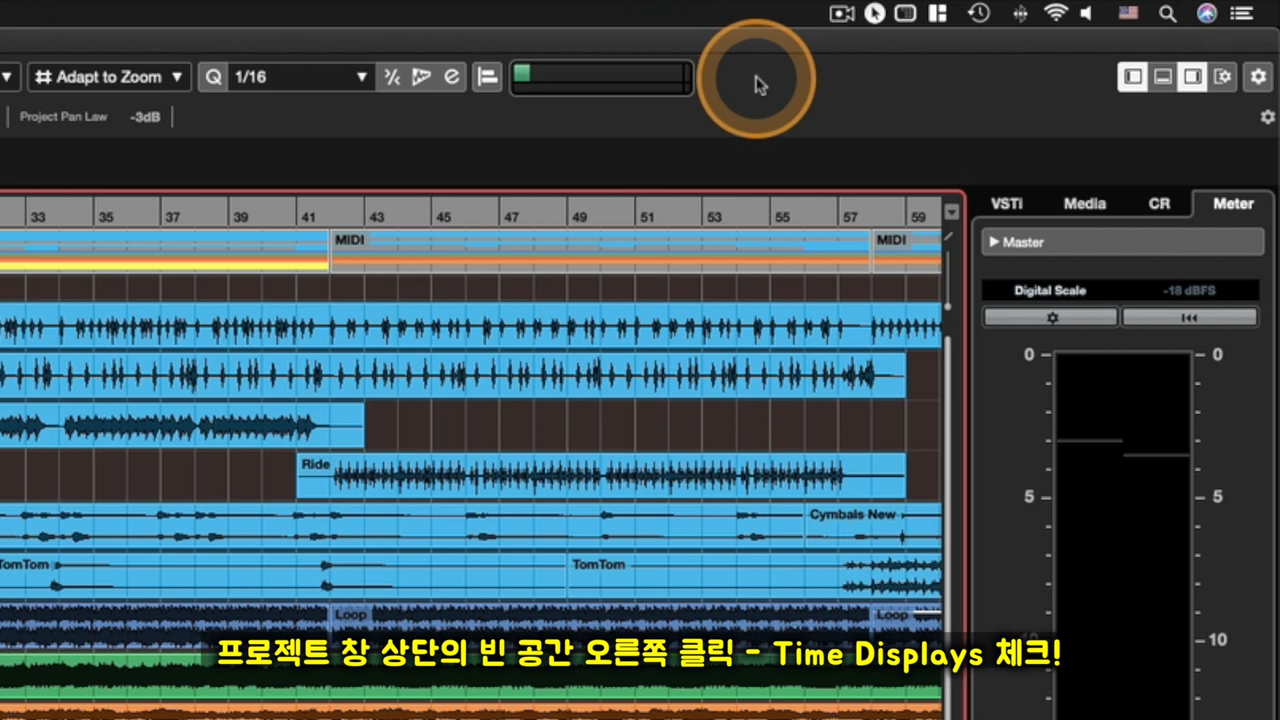 Adapt to Zoom
Q
1/16
Project Pan Law -3dB
33 35 37 39 41 43 45 47 49 51 53 55 57 59
VSTi Media CR Meter
MIDI MIDI
Master
Digital Scale -18 dBFS
0 0
Ride
5 5
Cymbals New
TomTom TomTom
Loop Loop
10
프로젝트 창 상단의 빈 공간 오른쪽 클릭 - Time Displays 체크!